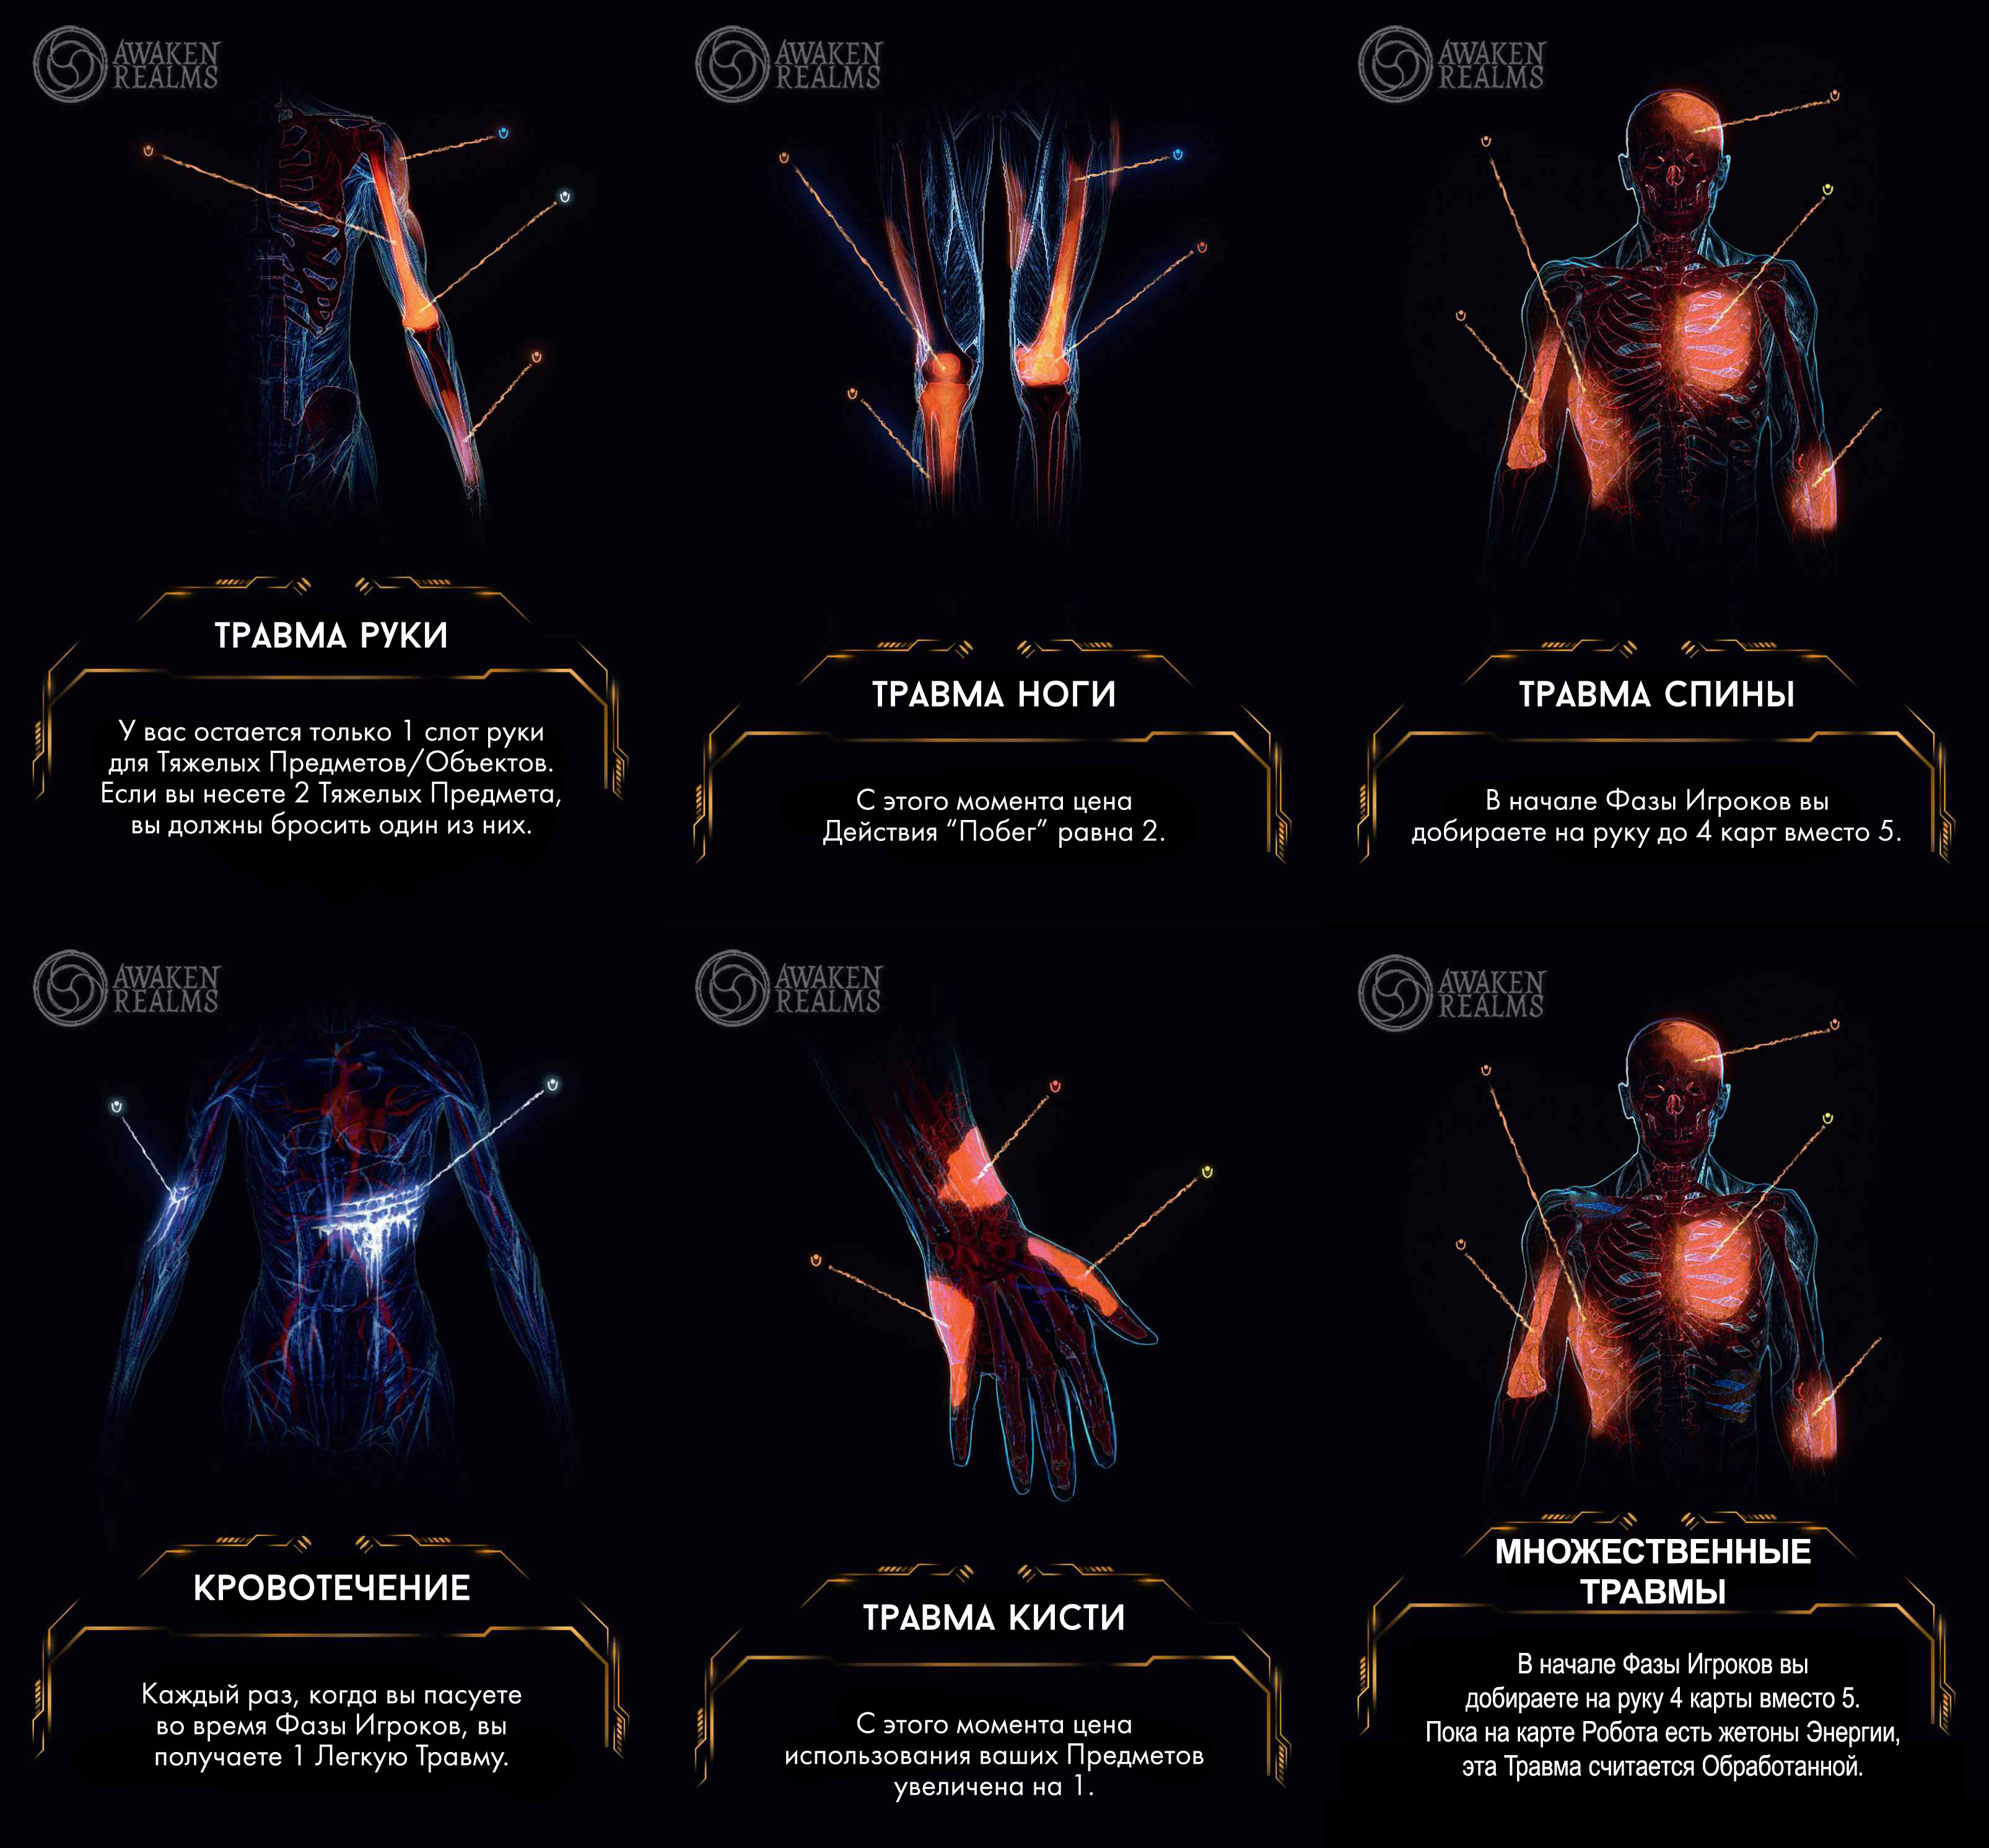 AWAKEN
REALMS
ТРАВМА РУКИ
У вас остается только 1 слот руки
для Тяжелых Предметов/Объектов.
Если вы несете 2 Тяжелых Предмета,
вы должны бросить один из них.
AWAKEN
REALMS
ТРАВМА НОГИ
С этого момента цена
Действия “Побег” равна 2.
AWAKEN
REALMS
ТРАВМА СПИНЫ
В начале Фазы Игроков вы
добираете на руку до 4 карт вместо 5.
AWAKEN
REALMS
КРОВОТЕЧЕНИЕ
Каждый раз, когда вы пасуете
во время Фазы Игроков, вы
получаете 1 Легкую Травму.
AWAKEN
REALMS
ТРАВМА КИСТИ
С этого момента цена
использования ваших Предметов
увеличена на 1.
AWAKEN
REALMS
МНОЖЕСТВЕННЫЕ
ТРАВМЫ
В начале Фазы Игроков вы
добираете на руку 4 карты вместо 5.
Пока на карте Робота есть жетоны Энергии,
эта Травма считается Обработанной.